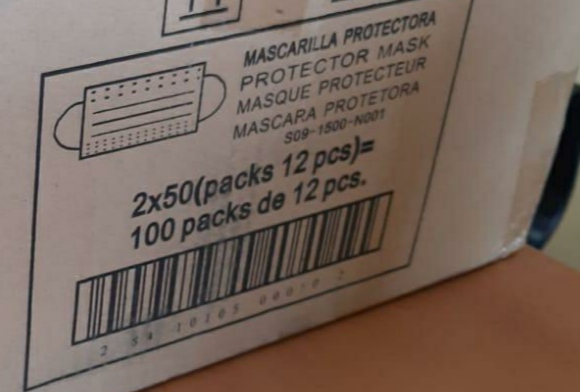 MASCARILLA PROTECTORA
PROTECTOR MASK
MASQUE PROTECTEUR
MASCARA PROTETORA
S09-1500-N001
2x50(packs 12 pcs)=
100 packs de 12 pcs.